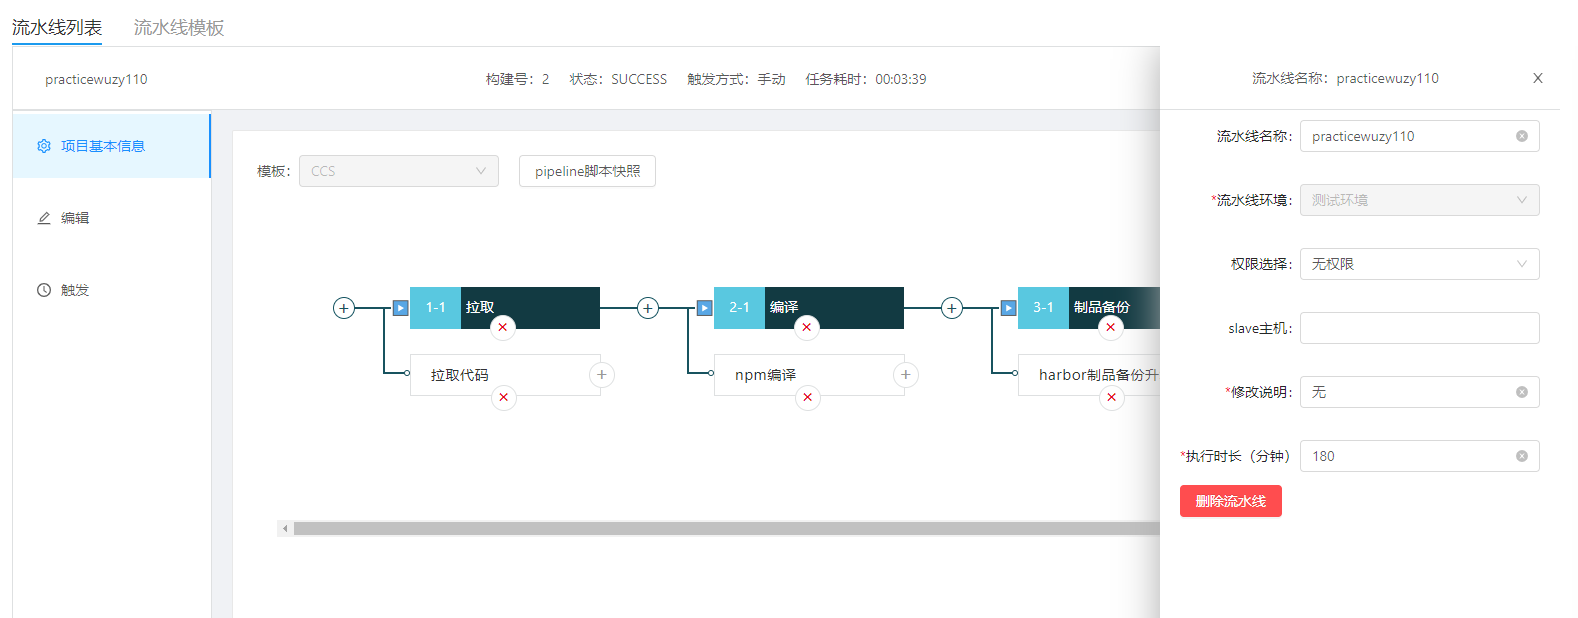 流水线列表 流水线模板
practicewuzy110 构建号：2 状态：SUCCESS 触发方式：手动 任务耗时：00:03:39
流水线名称：practicewuzy110
项目基本信息
编辑
触发
模板： CCS pipeline脚本快照
1-1 拉取 2-1 编译 3-1 制品备份
拉取代码 npm编译 harbor制品备份升
流水线名称： practicewuzy110
*流水线环境： 测试环境
权限选择： 无权限
slave主机：
*修改说明： 无
*执行时长（分钟） 180
删除流水线